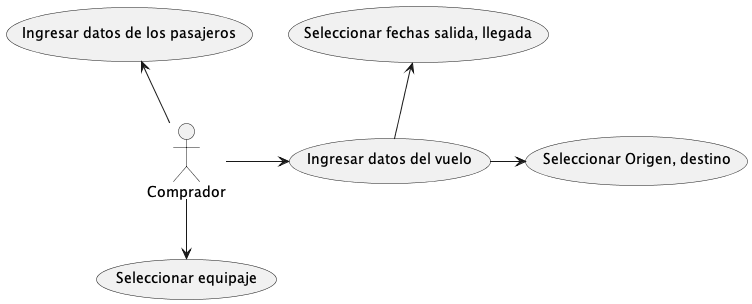 Ingresar datos de los pasajeros
Seleccionar fechas salida, llegada
Ingresar datos del vuelo
Seleccionar Origen, destino
Comprador
Seleccionar equipaje